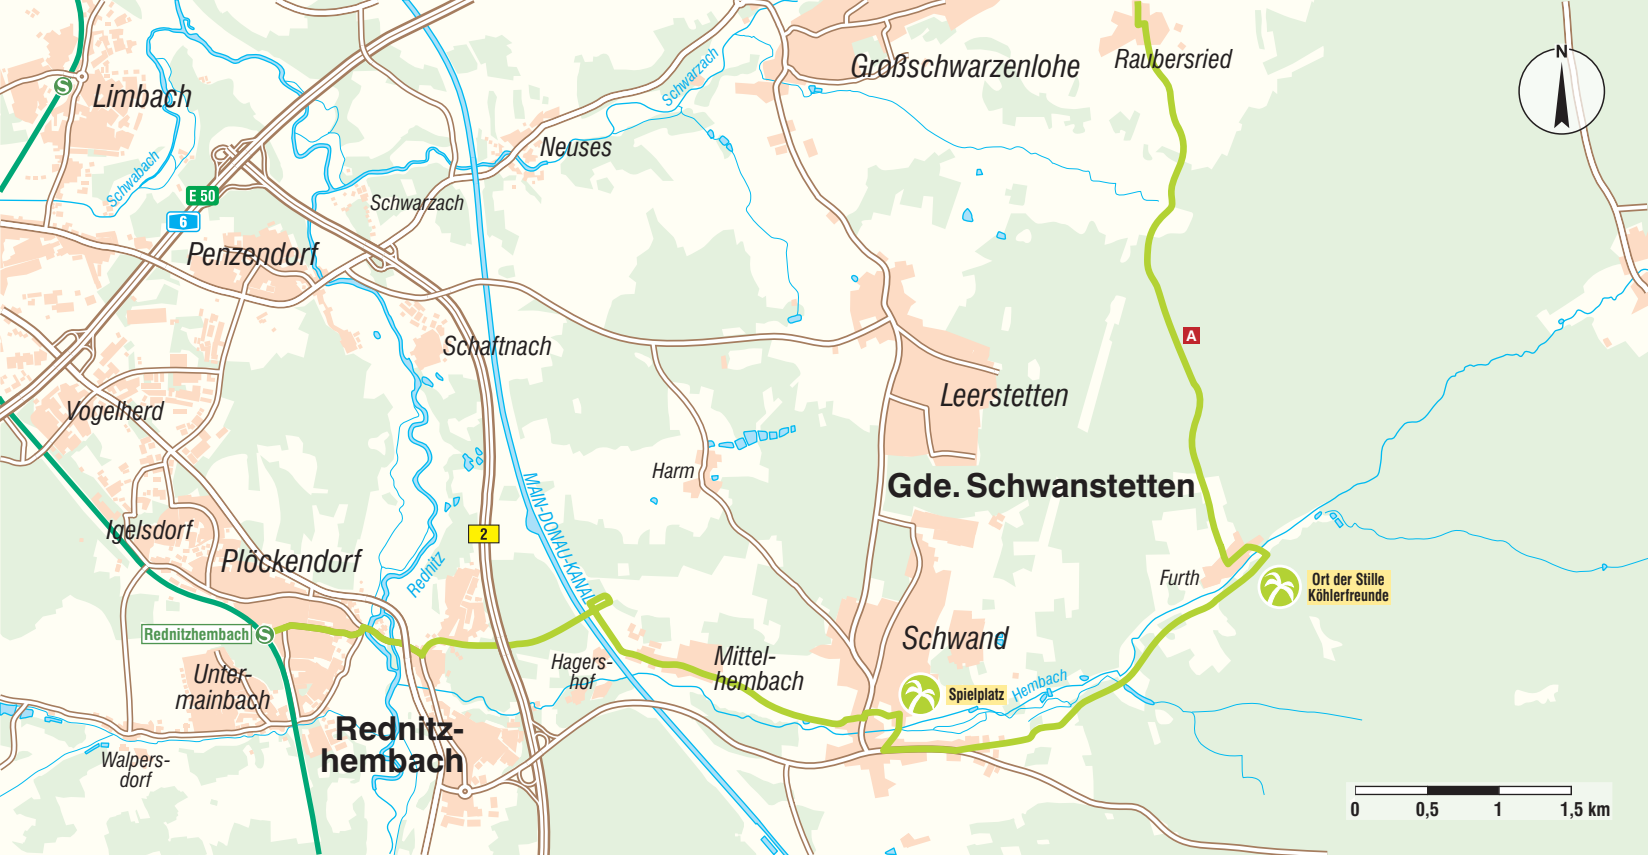 Großschwarzenlohe
Raubersried
N
Limbach
S
Schwarzach
Neuses
Schwabach
E 50
6
Schwarzach
Penzendorf
A
Schaftnach
Leerstetten
Vogelherd
Harm
Gde. Schwanstetten
MAIN-DONAU-KANAL
Igelsdorf
2
Plöckendorf
Rednitz
Furth
Ort der Stille
Köhlerfreunde
Rednitzhembach
S
Schwand
Hagers-
hof
Mittel-
hembach
Unter-
mainbach
Spielplatz
Hembach
Rednitz-
hembach
Walpers-
dorf
0 0,5 1 1,5 km